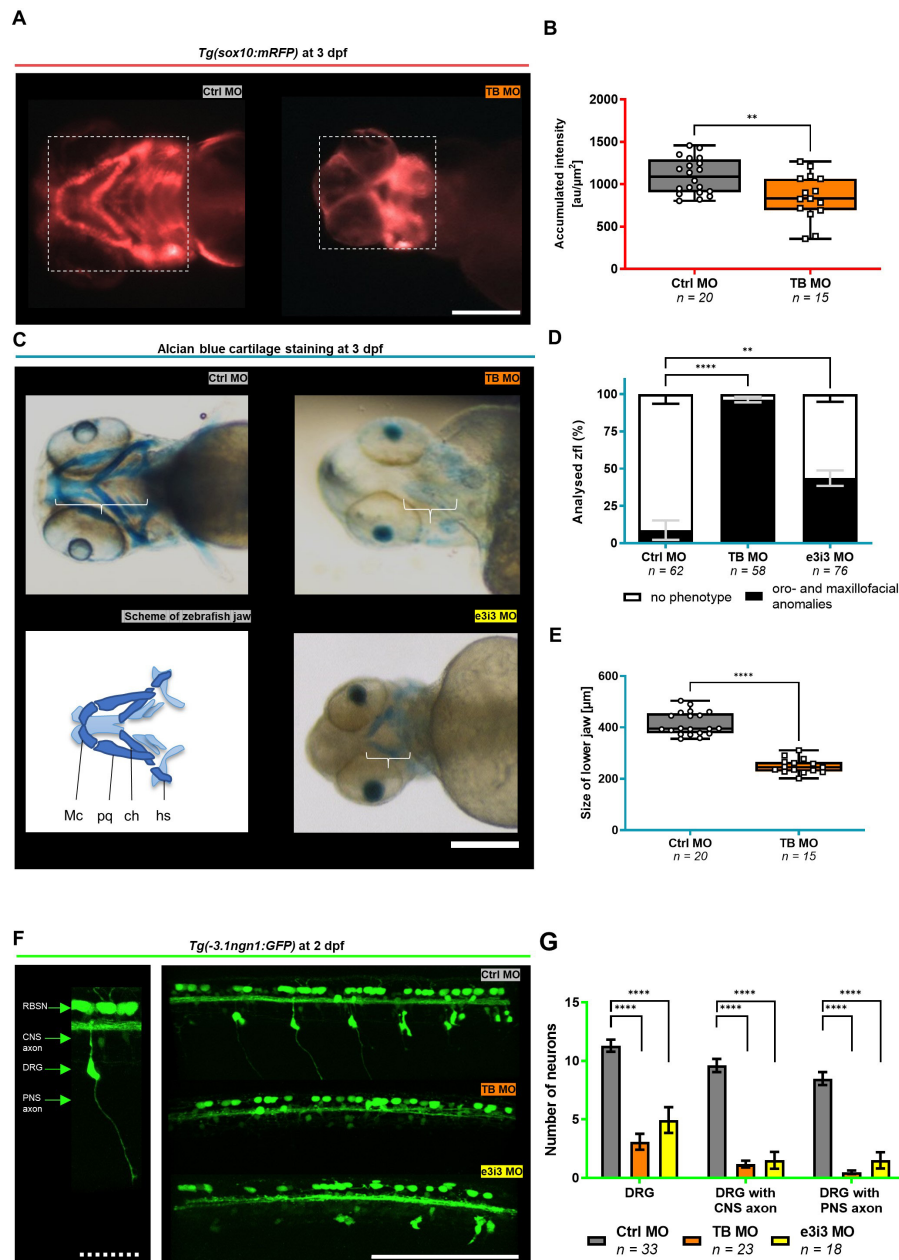 A
Tg(sox10:mRFP) at 3 dpf
Ctrl MO
TB MO
B
Accumulated intensity
[au/µm²]
2000
1500
1000
500
0
**
Ctrl MO
n = 20
TB MO
n = 15
C
Alcian blue cartilage staining at 3 dpf
Ctrl MO
TB MO
Scheme of zebrafish jaw
Mc pq ch hs
e3i3 MO
D
Analysed zfl (%)
100
75
50
25
0
**
****
Ctrl MO
n = 62
TB MO
n = 58
e3i3 MO
n = 76
no phenotype
oro- and maxillofacial
anomalies
E
Size of lower jaw [µm]
600
400
200
0
****
Ctrl MO
n = 20
TB MO
n = 15
F
Tg(-3.1ngn1:GFP) at 2 dpf
RBSN
CNS
axon
DRG
PNS
axon
Ctrl MO
TB MO
e3i3 MO
G
Number of neurons
15
10
5
0
****
****
****
****
****
****
DRG
DRG with
CNS axon
DRG with
PNS axon
Ctrl MO
n = 33
TB MO
n = 23
e3i3 MO
n = 18